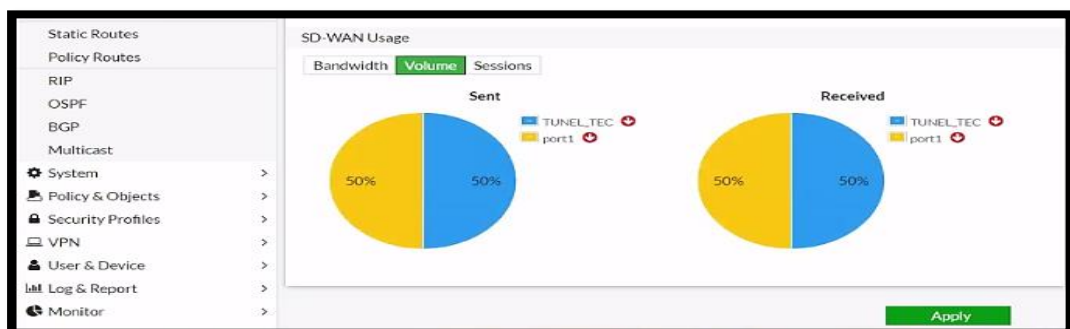 Static Routes
Policy Routes
RIP
OSPF
BGP
Multicast
System
Policy & Objects
Security Profiles
VPN
User & Device
Log & Report
Monitor
SD-WAN Usage
Bandwidth Volume Sessions
Sent
TUNEL_TEC
port1
50% 50%
Received
TUNEL_TEC
port1
50% 50%
Apply